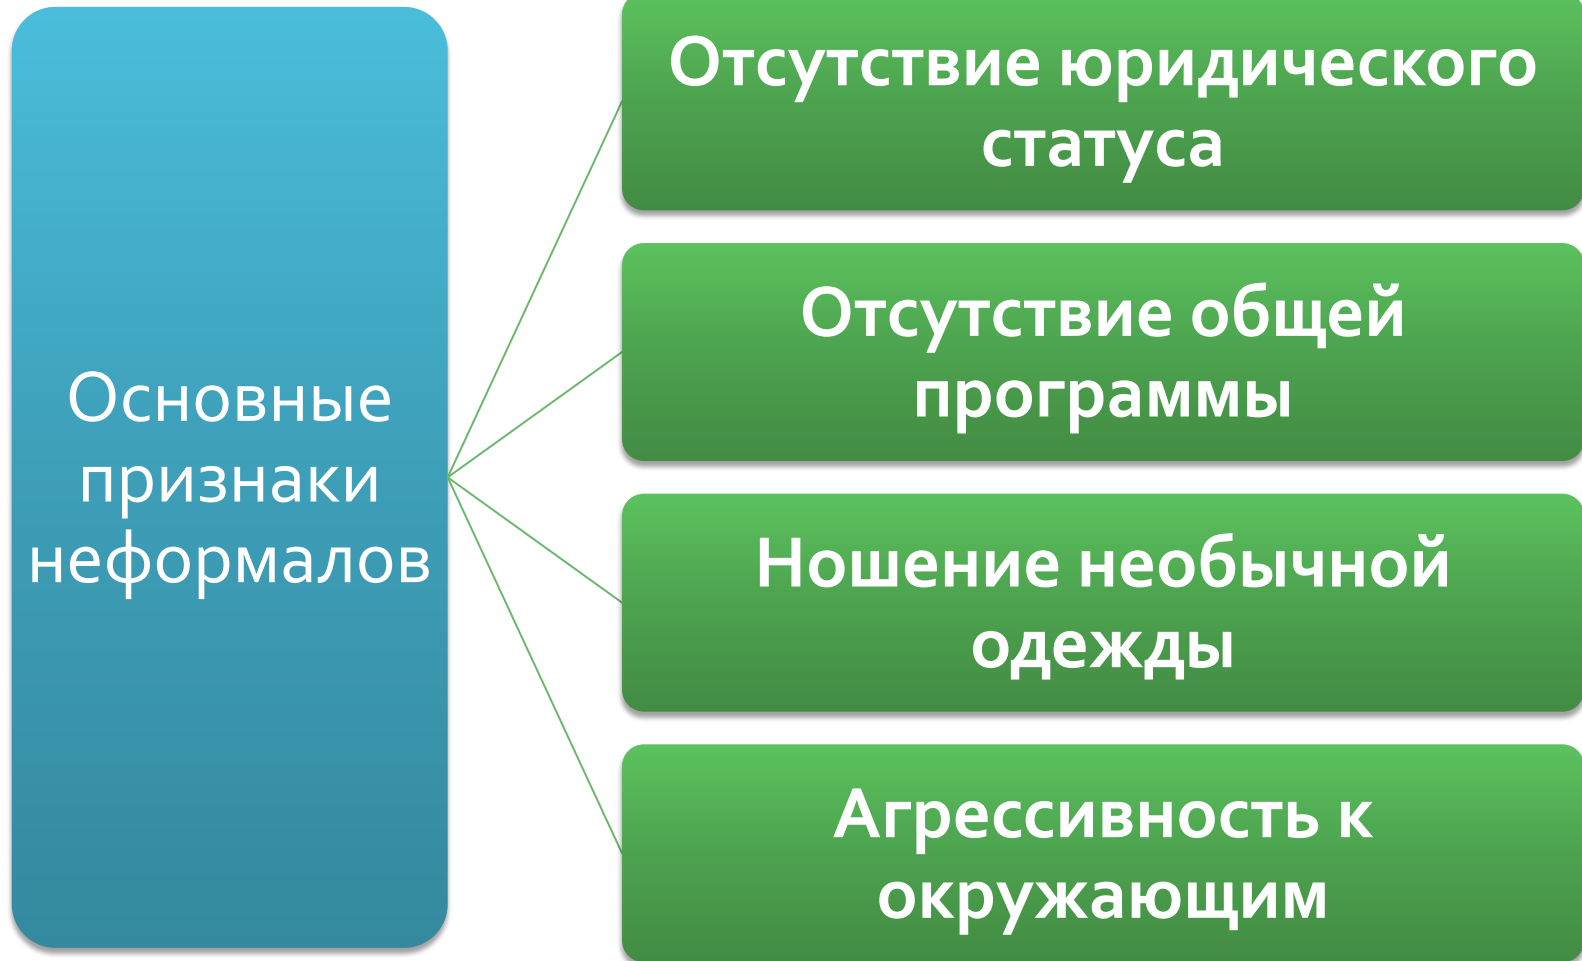 Основные
признаки
неформалов
Отсутствие юридического
статуса
Отсутствие общей
программы
Ношение необычной
одежды
Агрессивность к
окружающим